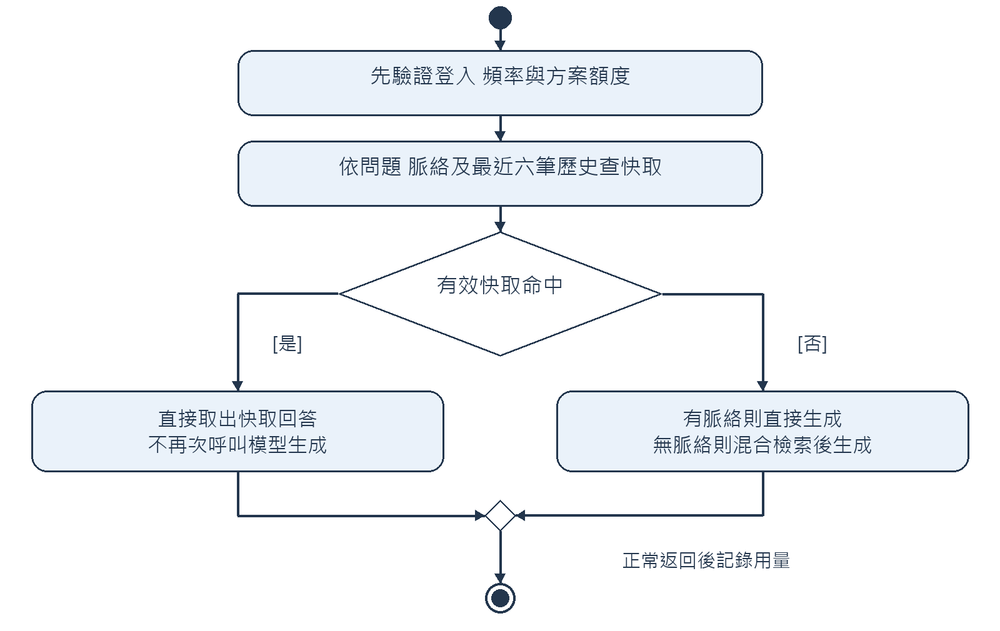 先驗證登入 頻率與方案額度
依問題 脈絡及最近六筆歷史查快取
有效快取命中
[是]
[否]
直接取出快取回答
不再次呼叫模型生成
有脈絡則直接生成
無脈絡則混合檢索後生成
正常返回後記錄用量